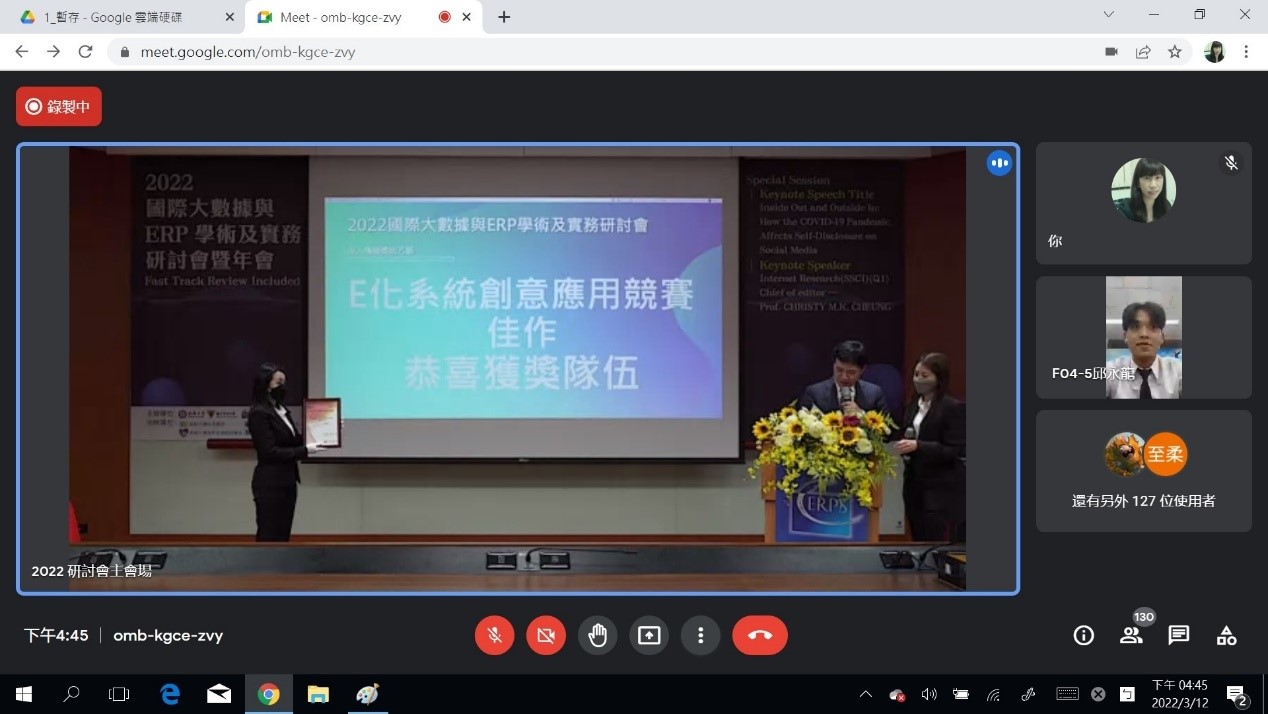 1_暫存 - Google 雲端硬碟
Meet - omb-kgce-zvy
meet.google.com/omb-kgce-zvy
錄製中
2022
國際大數據與
ERP 學術及實務
研討會暨年會
Fast Track Review Included
2022國際大數據與ERP學術及實務研討會
E化系統創意應用競賽
佳作
恭喜獲獎隊伍
Special Session
Keynote Speech Title
Inside Out and Outside In:
How the COVID-19 Pandemic
Affects Self-Disclosure on
Social Media
Keynote Speaker
Internet Research(SSCI)(Q1)
Chief of editor
Prof. CHRISTY M.K. CHEUNG
ERPS
2022 研討會主會場
你
F04-5邱永龍
至柔
還有另外 127 位使用者
下午4:45
omb-kgce-zvy
130
下午 04:45
2022/3/12
2